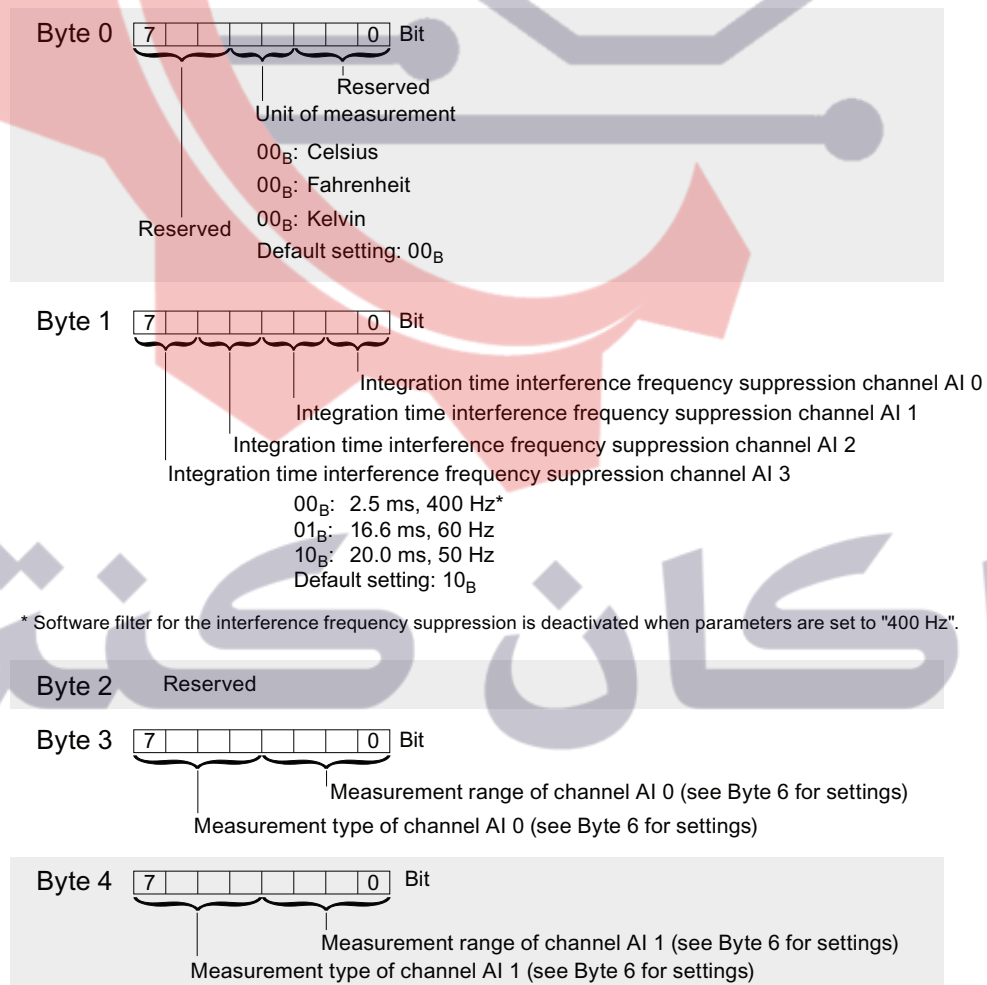 Byte 0 7 0 Bit
Reserved
Unit of measurement
00B: Celsius
00B: Fahrenheit
00B: Kelvin
Reserved
Default setting: 00B
Byte 1 7 0 Bit
Integration time interference frequency suppression channel AI 0
Integration time interference frequency suppression channel AI 1
Integration time interference frequency suppression channel AI 2
Integration time interference frequency suppression channel AI 3
00B: 2.5 ms, 400 Hz*
01B: 16.6 ms, 60 Hz
10B: 20.0 ms, 50 Hz
Default setting: 10B
* Software filter for the interference frequency suppression is deactivated when parameters are set to "400 Hz".
Byte 2 Reserved
Byte 3 7 0 Bit
Measurement range of channel AI 0 (see Byte 6 for settings)
Measurement type of channel AI 0 (see Byte 6 for settings)
Byte 4 7 0 Bit
Measurement range of channel AI 1 (see Byte 6 for settings)
Measurement type of channel AI 1 (see Byte 6 for settings)